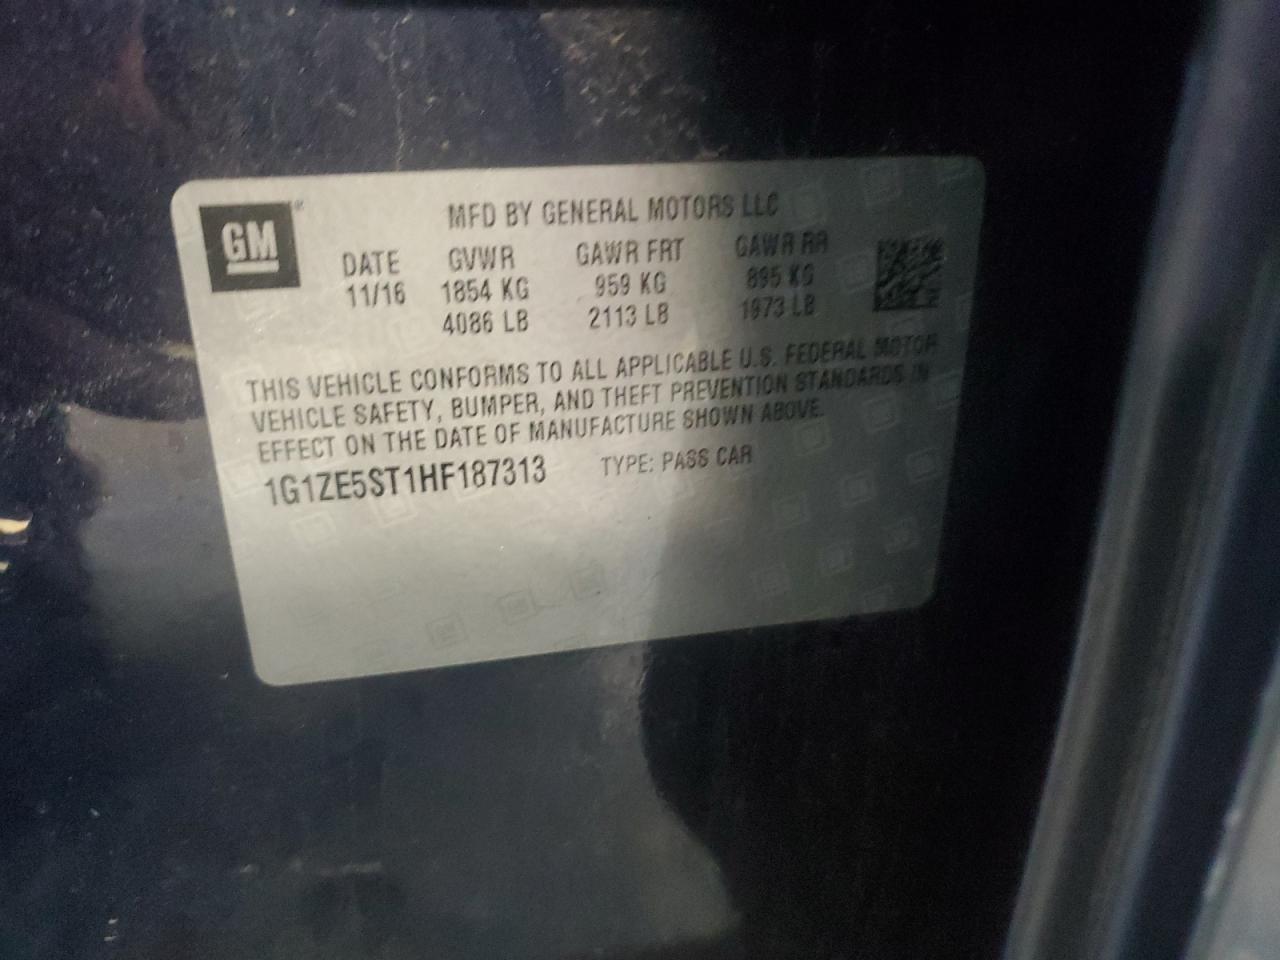 GM
MFD BY GENERAL MOTORS LLC
DATE GVWR GAWR FRT GAWR RR
11/16 1854 KG 959 KG 895 KG
4086 LB 2113 LB 1973 LB
THIS VEHICLE CONFORMS TO ALL APPLICABLE U.S. FEDERAL MOTOR
VEHICLE SAFETY, BUMPER, AND THEFT PREVENTION STANDARDS IN
EFFECT ON THE DATE OF MANUFACTURE SHOWN ABOVE.
1G1ZE5ST1HF187313 TYPE: PASS CAR